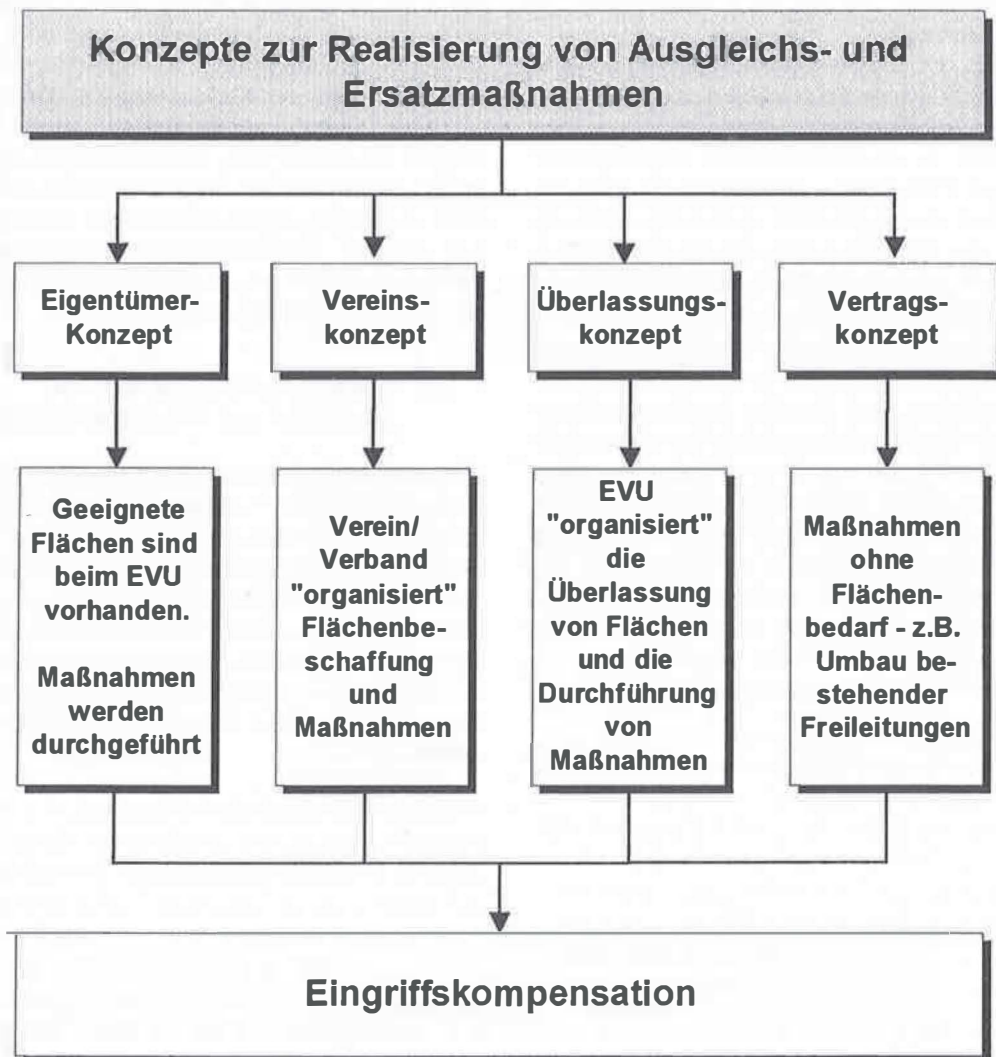 Konzepte zur Realisierung von Ausgleichs- und
Ersatzmaßnahmen
Eigentümer-
Konzept
Vereins-
konzept
Überlassungs-
konzept
Vertrags-
konzept
Geeignete
Flächen sind
beim EVU
vorhanden.
Maßnahmen
werden
durchgeführt
Verein/
Verband
"organisiert"
Flächenbe-
schaffung
und
Maßnahmen
EVU
"organisiert"
die
Überlassung
von Flächen
und die
Durchführung
von
Maßnahmen
Maßnahmen
ohne
Flächen-
bedarf - z.B.
Umbau be-
stehender
Freileitungen
Eingriffskompensation